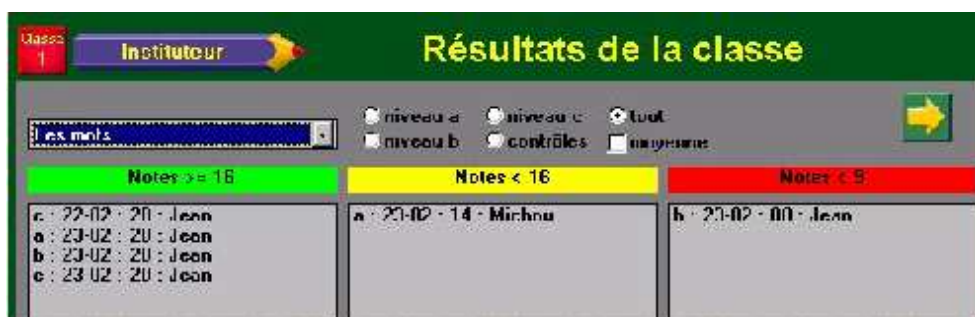 Classe
1
Instituteur
Résultats de la classe
Les mots
niveau a
niveau c
tout
niveau b
contrôles
moyenne
Notes >= 16
Notes < 16
Notes < 9
c : 22-02 : 20 : Jean
a : 23-02 : 20 : Jean
b : 23-02 : 20 : Jean
c : 23-02 : 20 : Jean
a : 23-02 : 14 : Michou
b : 23-02 : 00 : Jean